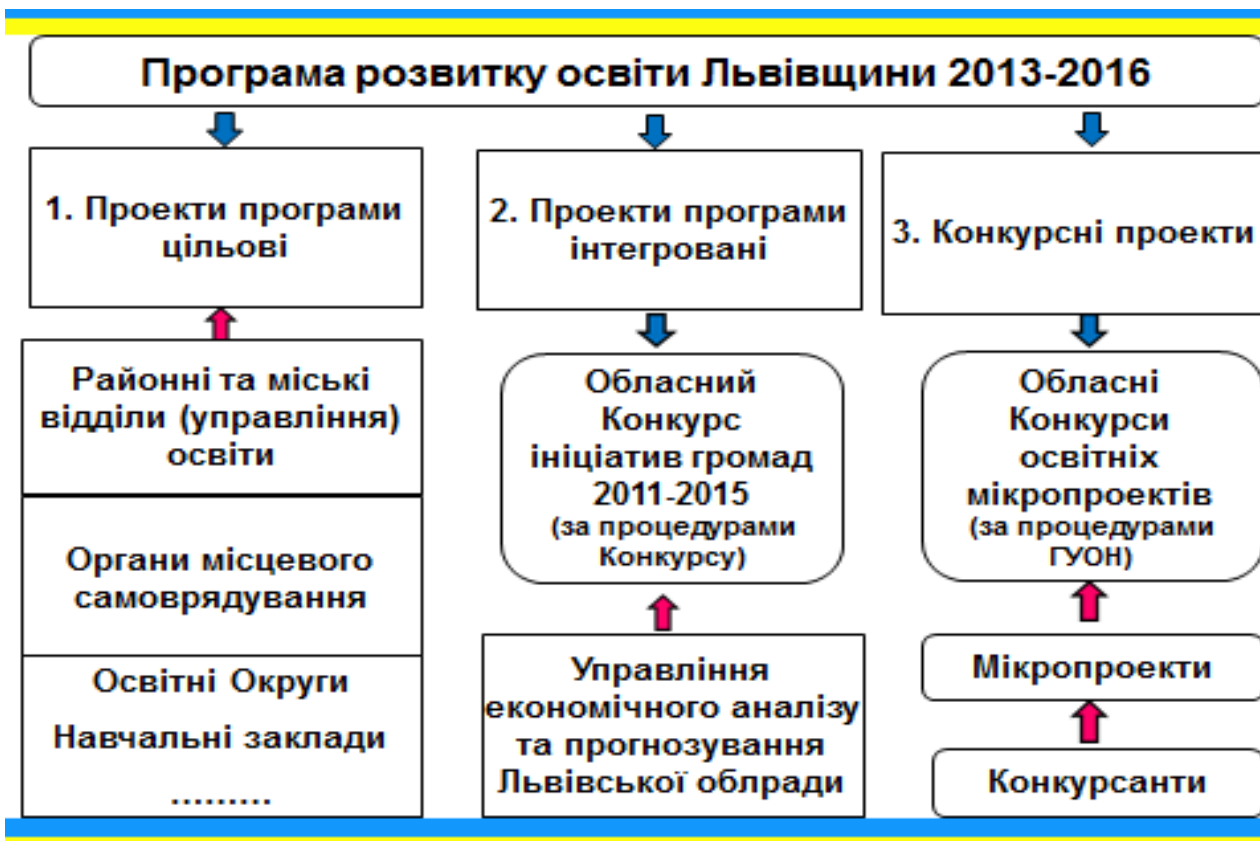 Програма розвитку освіти Львівщини 2013-2016
1. Проекти програми
цільові
2. Проекти програми
інтегровані
3. Конкурсні проекти
Районні та міські
відділи (управління)
освіти
Органи місцевого
самоврядування
Освітні Округи
Навчальні заклади
.........
Обласний
Конкурс
ініціатив громад
2011-2015
(за процедурами
Конкурсу)
Управління
економічного аналізу
та прогнозування
Львівської облради
Обласні
Конкурси
освітніх
мікропроектів
(за процедурами
ГУОН)
Мікропроекти
Конкурсанти